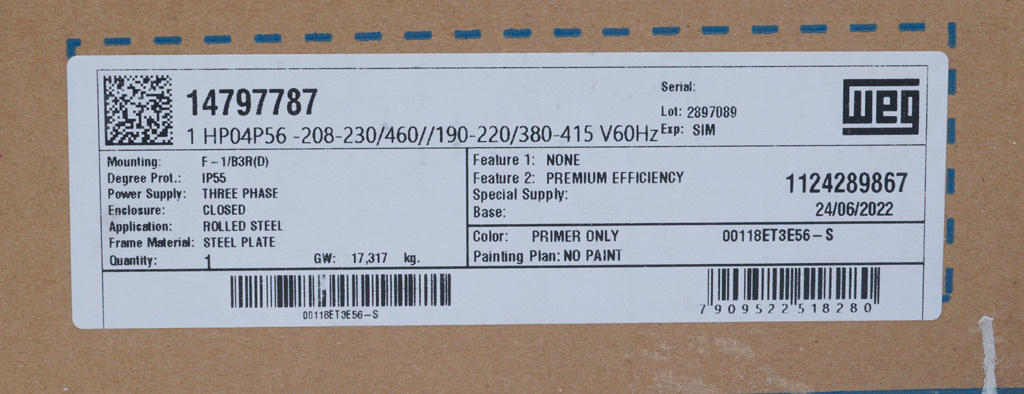 14797787
1 HP04P56 -208-230/460//190-220/380-415 V60Hz
Serial:
Lot: 2897089
Exp: SIM
WEG
Mounting: F-1/B3R(D)
Degree Prot.: IP55
Power Supply: THREE PHASE
Enclosure: CLOSED
Application: ROLLED STEEL
Frame Material: STEEL PLATE
Quantity: 1 GW: 17,317 kg.
Feature 1: NONE
Feature 2: PREMIUM EFFICIENCY
Special Supply:
Base:
1124289867
24/06/2022
Color: PRIMER ONLY 00118ET3E56-S
Painting Plan: NO PAINT
00118ET3E56-S
7909522518280